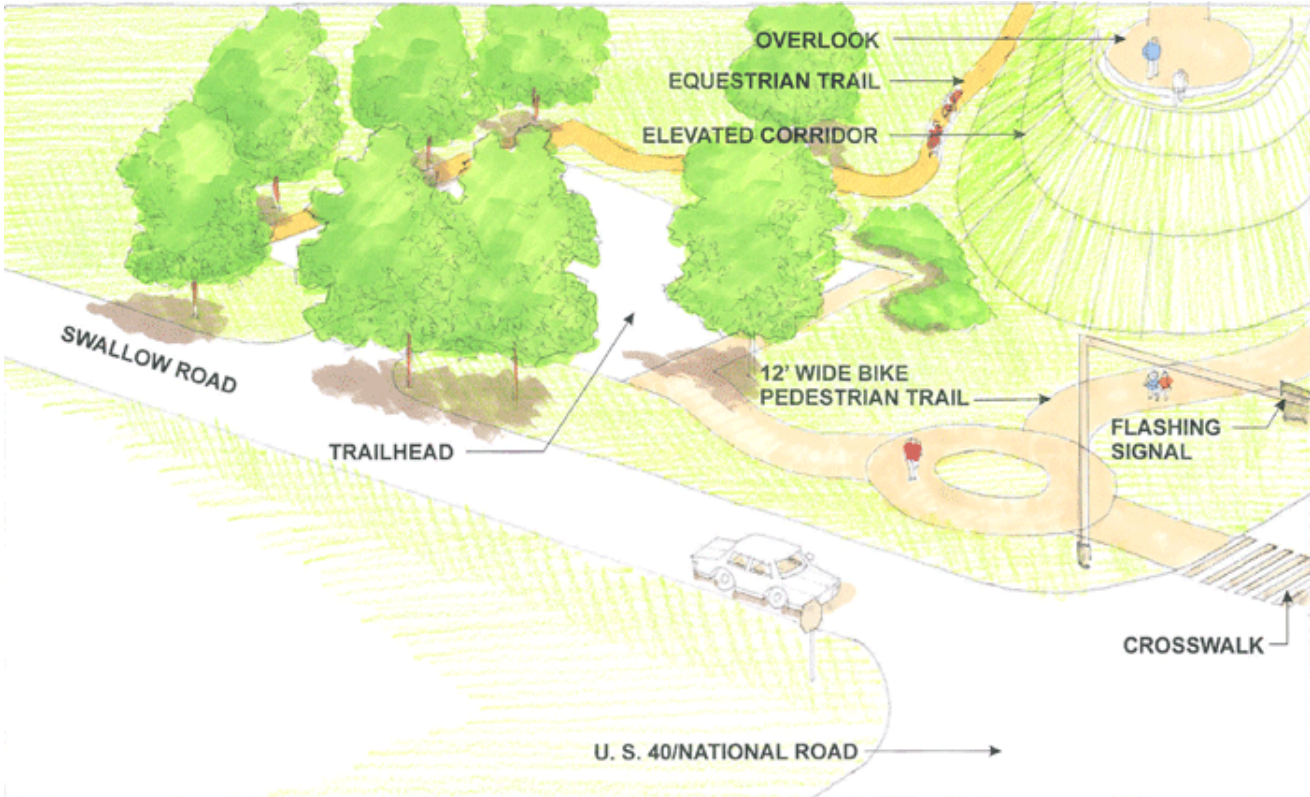 OVERLOOK
EQUESTRIAN TRAIL
ELEVATED CORRIDOR
SWALLOW ROAD
12' WIDE BIKE
PEDESTRIAN TRAIL
FLASHING
SIGNAL
TRAILHEAD
CROSSWALK
U. S. 40/NATIONAL ROAD